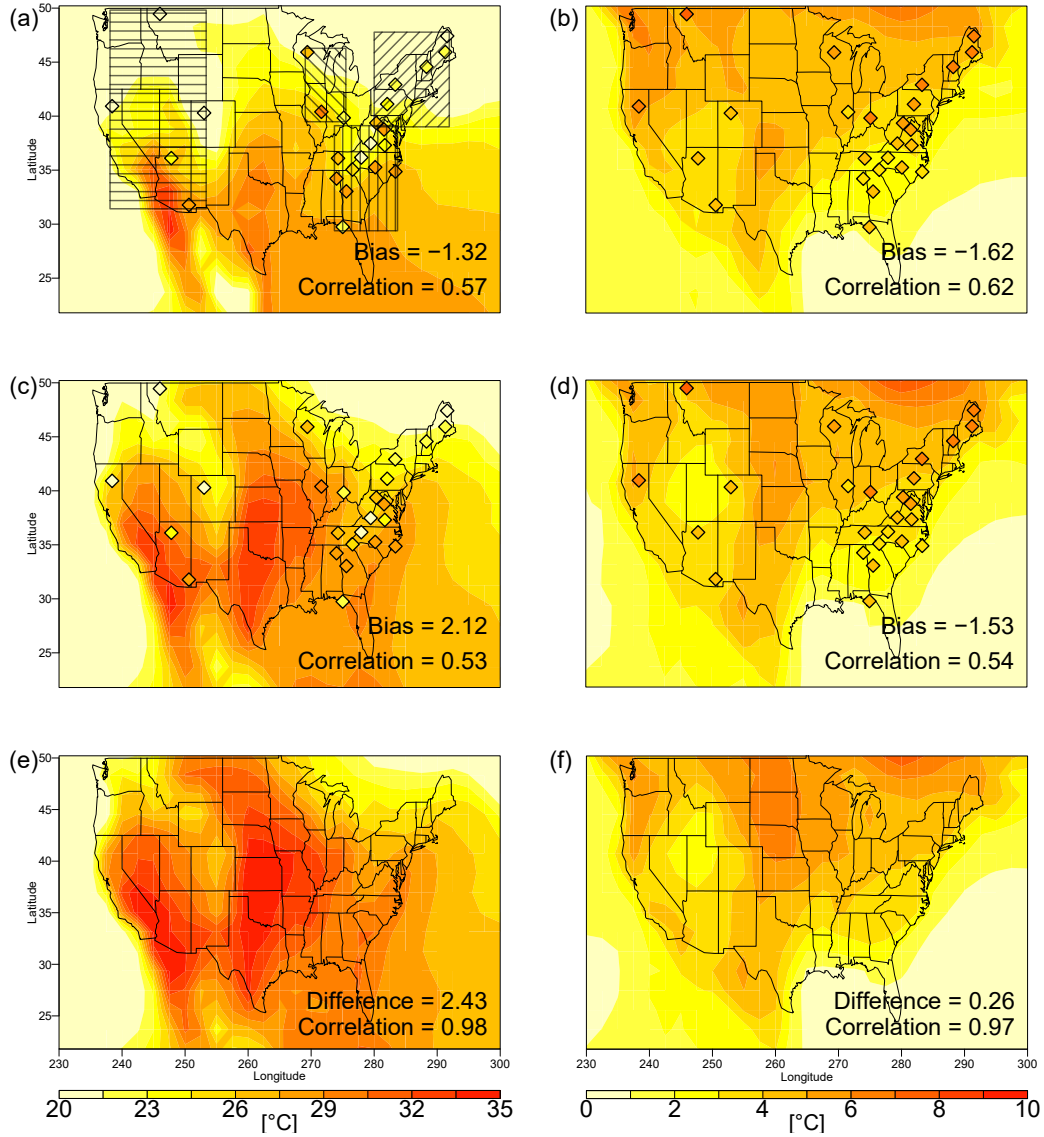 (a)
50
45
40
35
30
25
Latitude
Bias = −1.32
Correlation = 0.57
(b)
Bias = −1.62
Correlation = 0.62
(c)
50
45
40
35
30
25
Latitude
Bias = 2.12
Correlation = 0.53
(d)
Bias = −1.53
Correlation = 0.54
(e)
50
45
40
35
30
25
Latitude
Difference = 2.43
Correlation = 0.98
230 240 250 260 270 280 290 300
Longitude
(f)
Difference = 0.26
Correlation = 0.97
230 240 250 260 270 280 290 300
Longitude
20 23 26 29 32 35
[°C]
0 2 4 6 8 10
[°C]